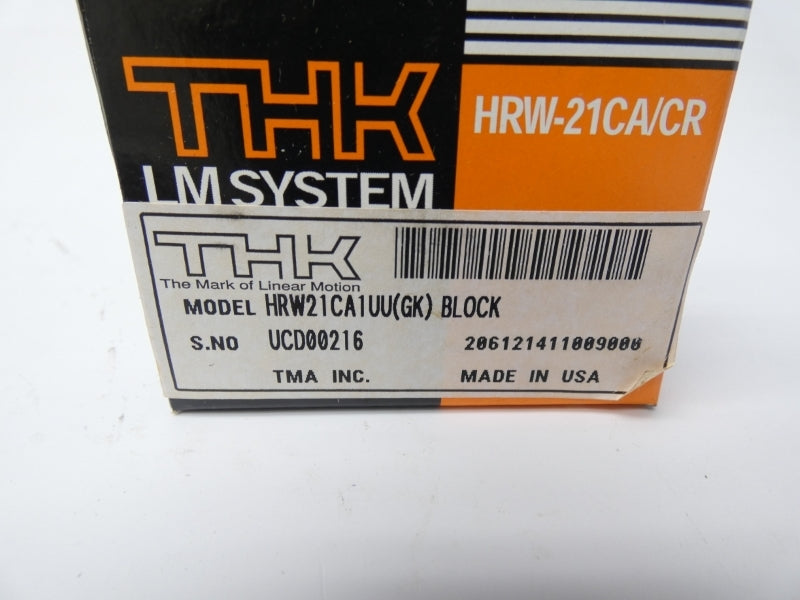 THK
HRW-21CA/CR
LM SYSTEM
THK
The Mark of Linear Motion
MODEL HRW21CA1UU(GK) BLOCK
S.NO UCD00216 206121411009000
TMA INC. MADE IN USA